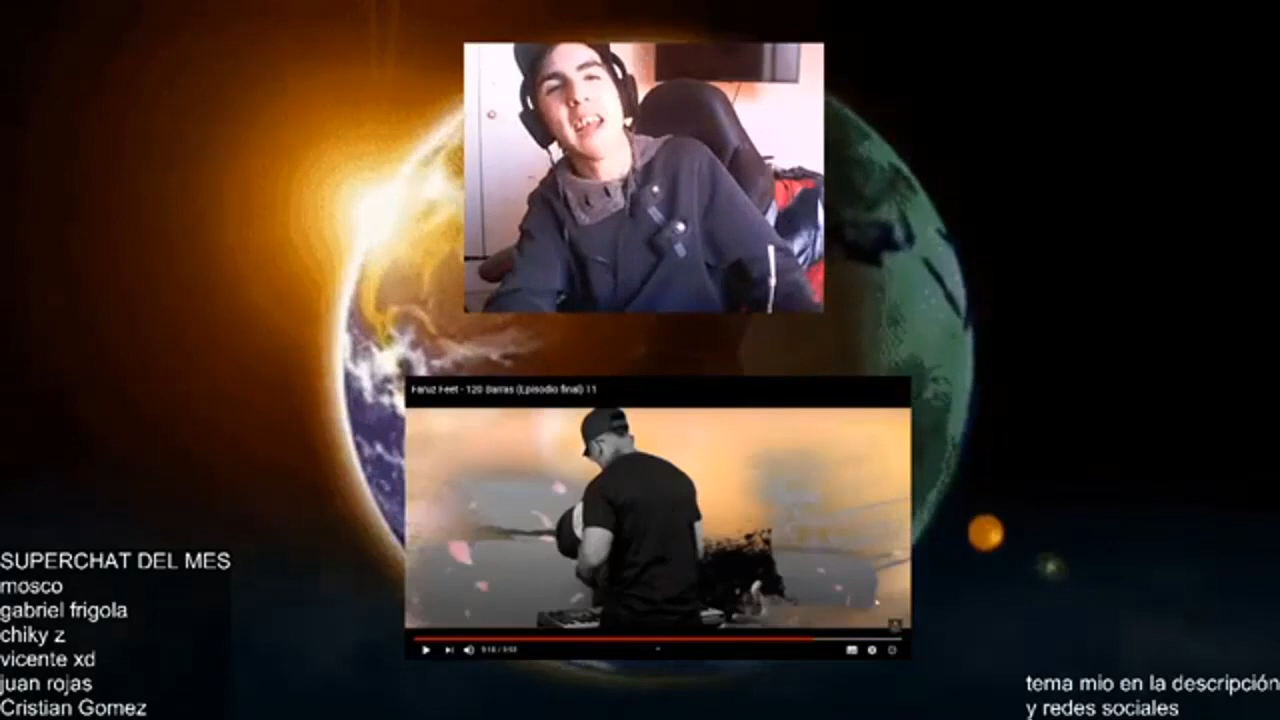 Faruz Feet - 120 Barras (Episodio final) 11
SUPERCHAT DEL MES
mosco
gabriel frigola
chiky z
vicente xd
juan rojas
Cristian Gomez
tema mio en la descripción
y redes sociales